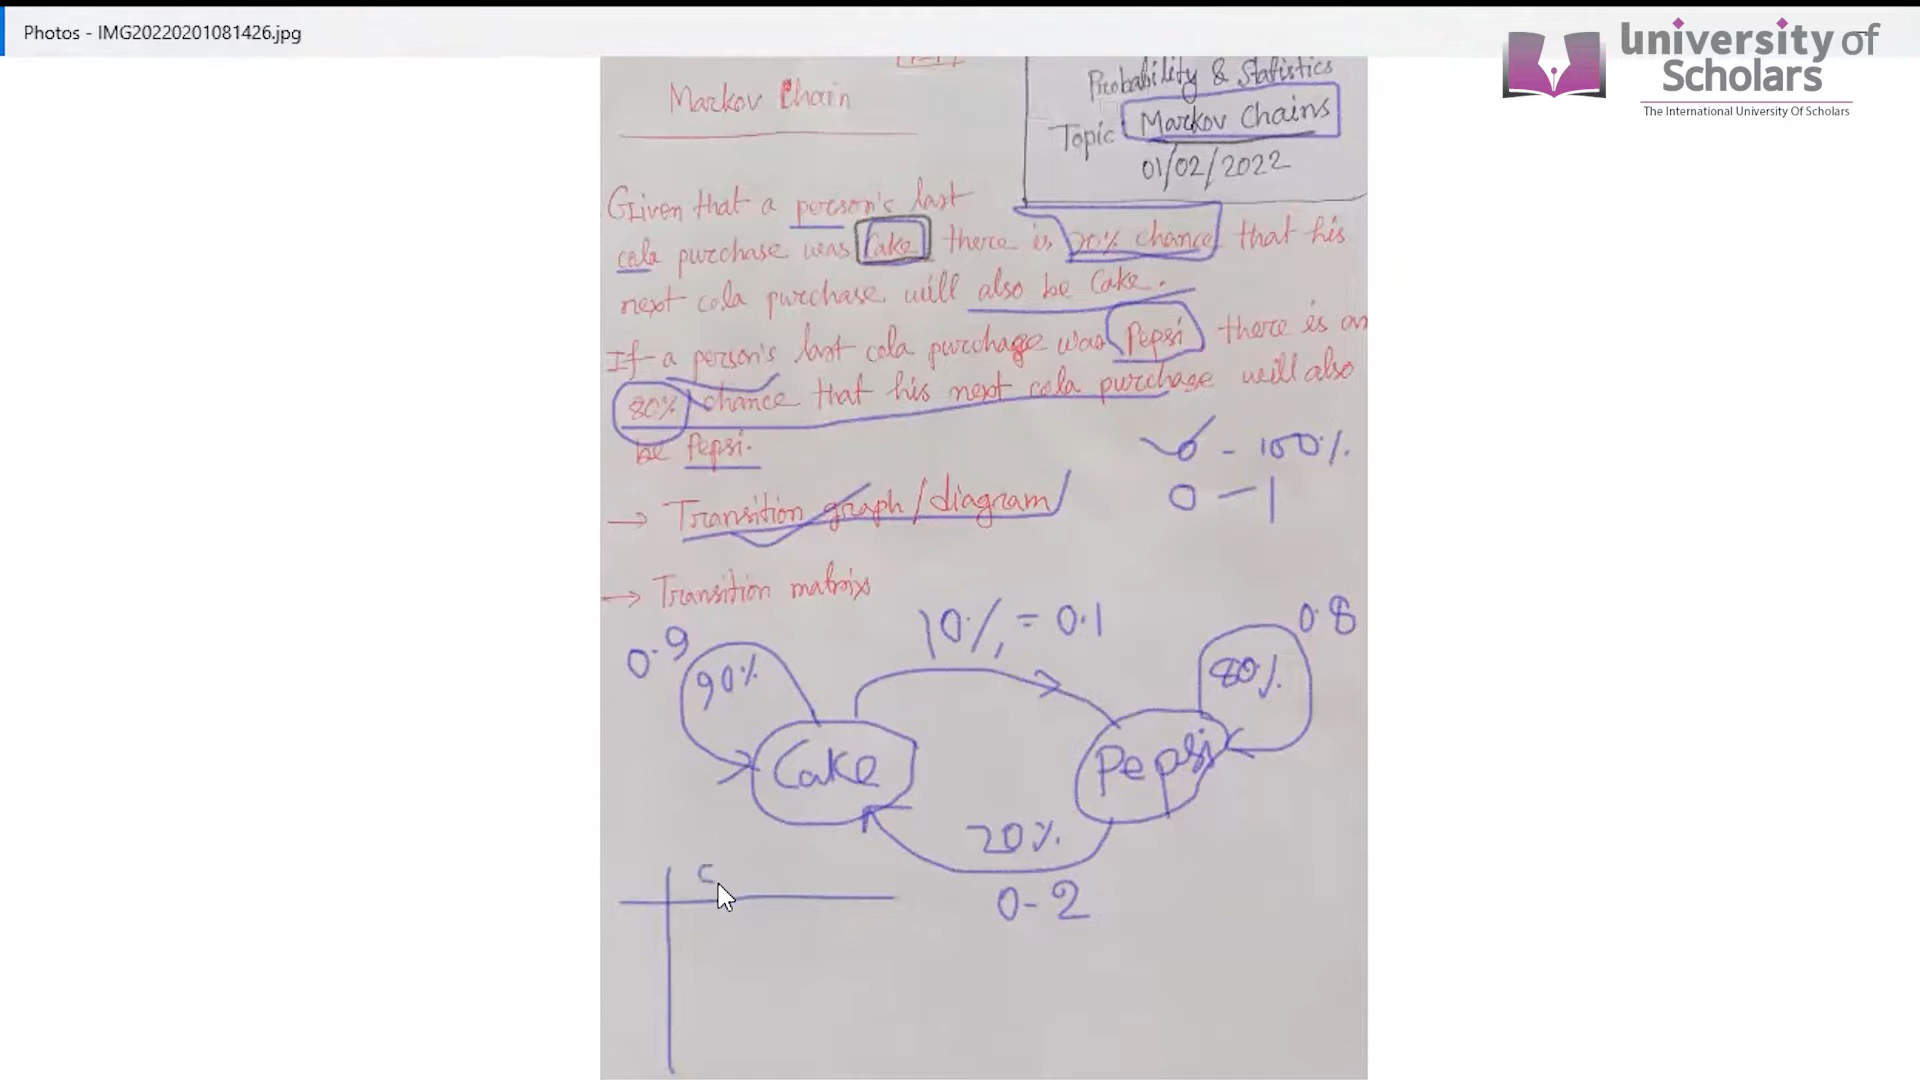 Photos - IMG20220201081426.jpg
University of
Scholars
The International University Of Scholars
Probability & Statistics
Topic Markov Chains
01/02/2022
Markov Chain
Given that a person's last
cola purchase was Cake there is chance that his
next cola purchase will also be Cake.
If a person's last cola purchase was Pepsi there is an
80% chance that his next cola purchase will also
be Pepsi.
0 - 100%
0 - 1
→ Transition graph/diagram
→ Transition matrix
10% = 0.1
0.9
90%
0.8
80%
Cake
Pepsi
20%
0-2
C